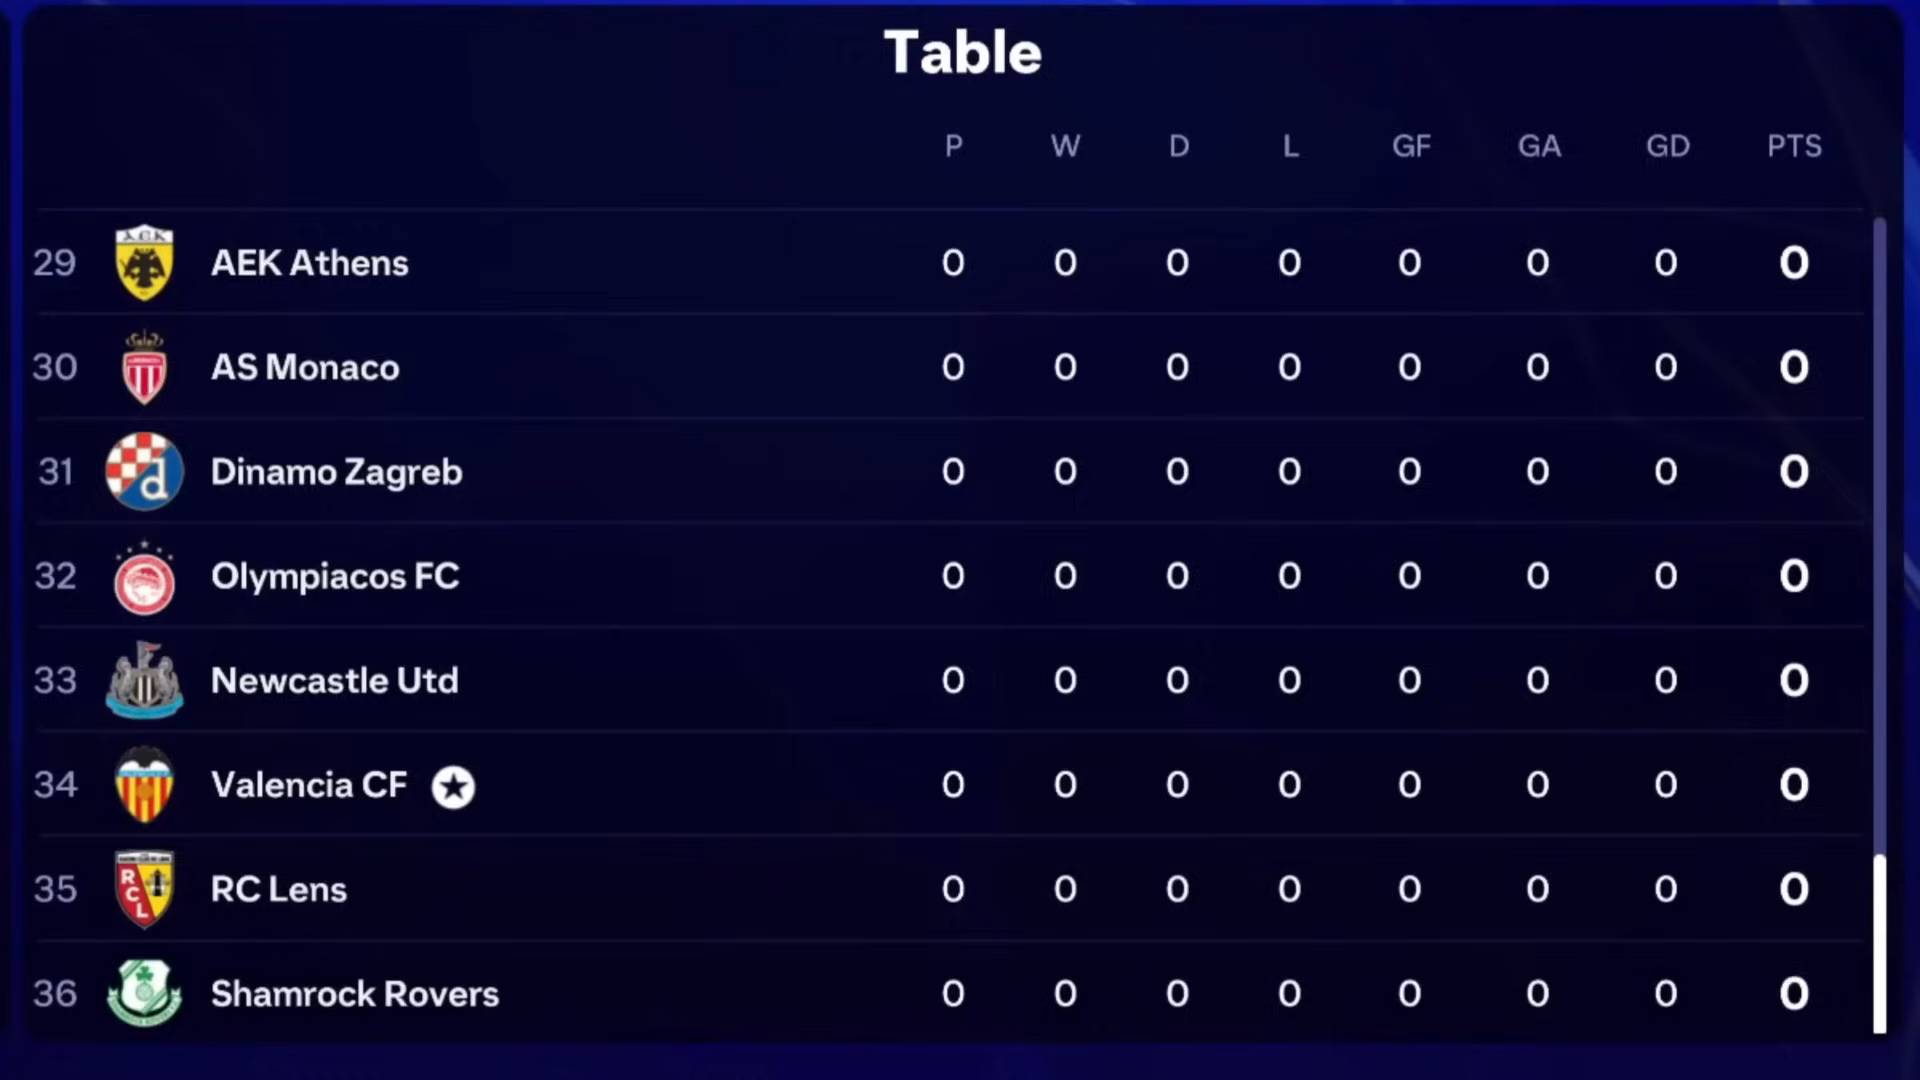 Table
P W D L GF GA GD PTS
29 AEK Athens 0 0 0 0 0 0 0 0
30 AS Monaco 0 0 0 0 0 0 0 0
31 Dinamo Zagreb 0 0 0 0 0 0 0 0
32 Olympiacos FC 0 0 0 0 0 0 0 0
33 Newcastle Utd 0 0 0 0 0 0 0 0
34 Valencia CF 0 0 0 0 0 0 0 0
35 RCL RC Lens 0 0 0 0 0 0 0 0
36 Shamrock Rovers 0 0 0 0 0 0 0 0